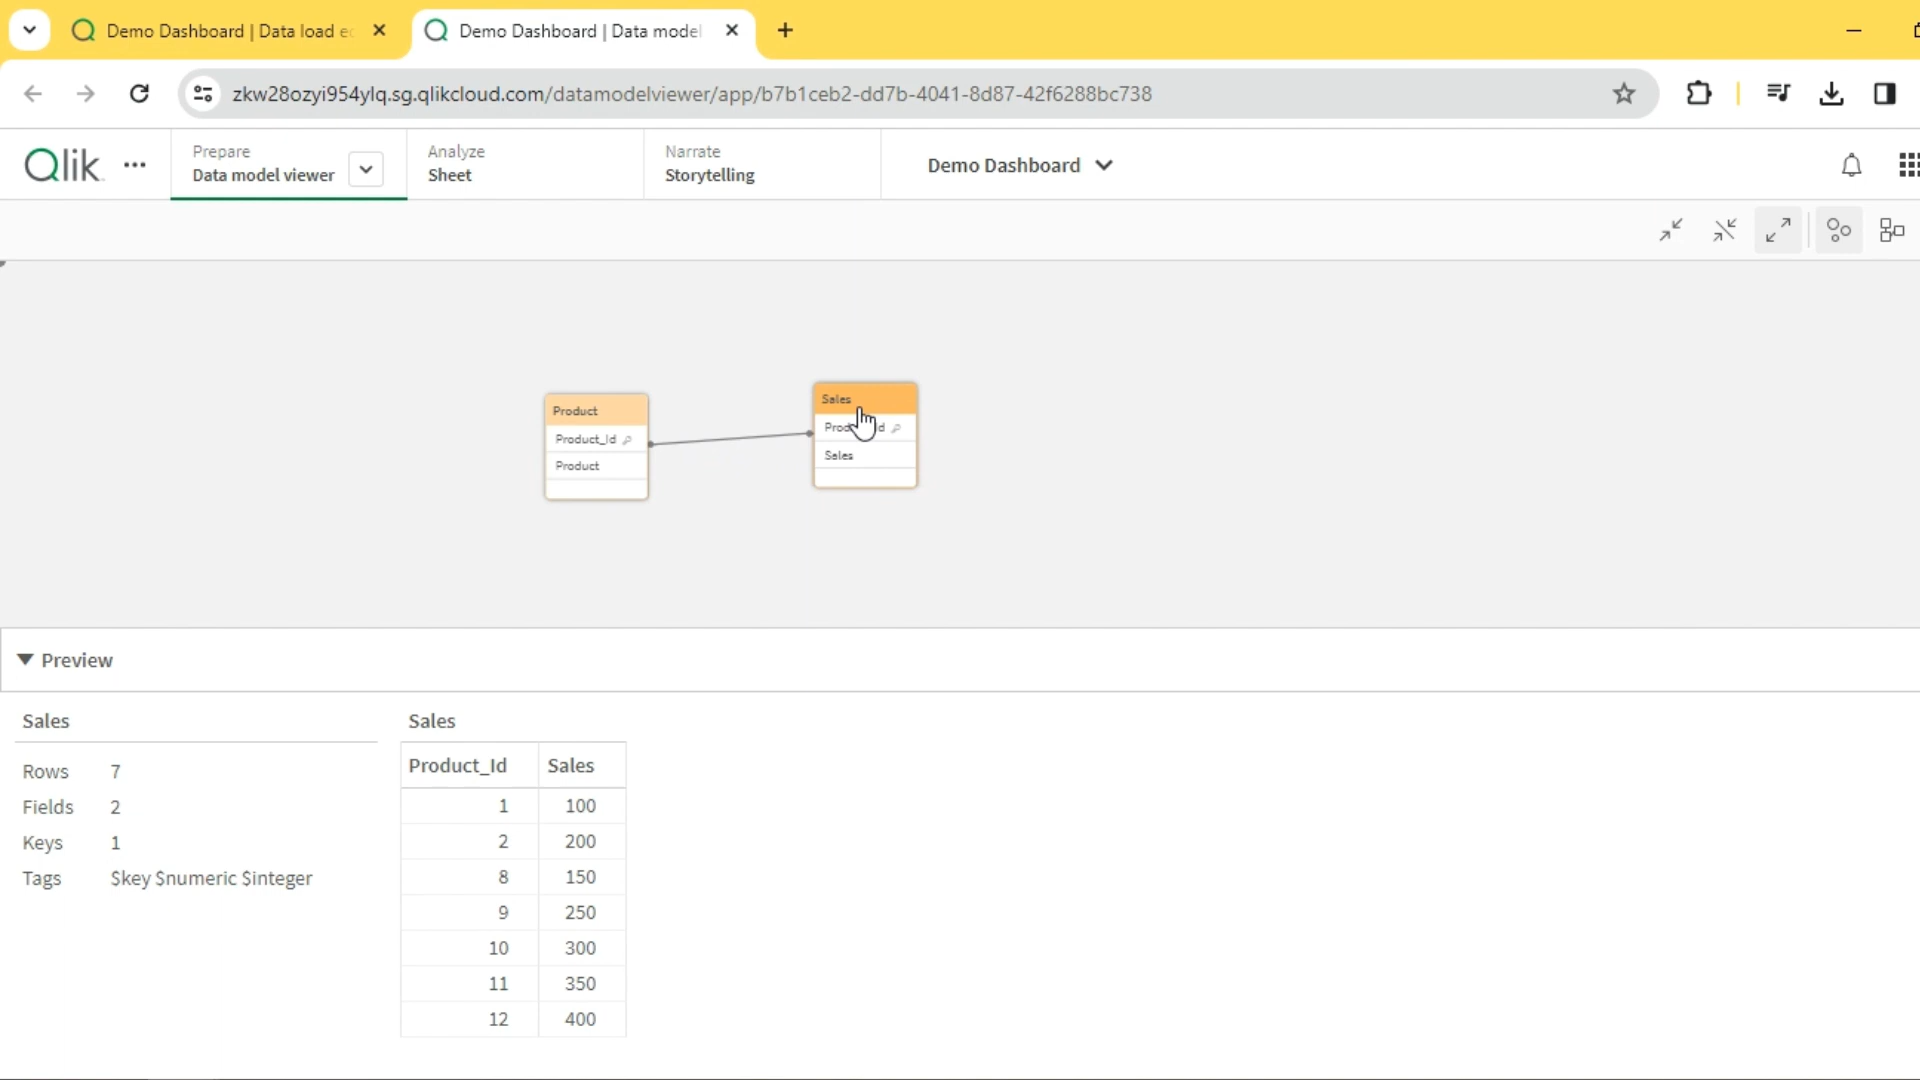 Demo Dashboard | Data load e
Demo Dashboard | Data model
zkw28ozyi954ylq.sg.qlikcloud.com/datamodelviewer/app/b7b1ceb2-dd7b-4041-8d87-42f6288bc738
Qlik
Prepare
Data model viewer
Analyze
Sheet
Narrate
Storytelling
Demo Dashboard
Product
Product_Id
Product
Sales
Sales
Preview
Sales
Rows 7
Fields 2
Keys 1
Tags $key $numeric $integer
Sales
Product_Id Sales
1 100
2 200
8 150
9 250
10 300
11 350
12 400